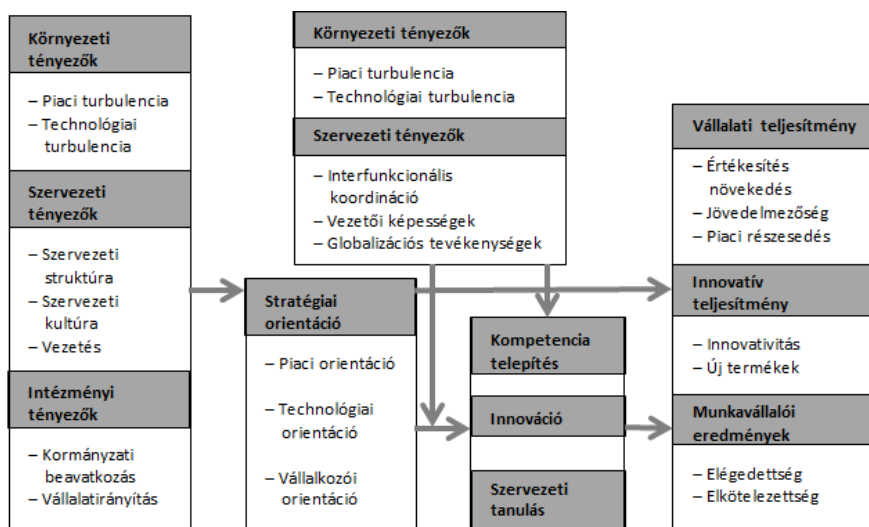 Környezeti
tényezők
– Piaci turbulencia
– Technológiai
turbulencia
Szervezeti
tényezők
– Szervezeti
struktúra
– Szervezeti
kultúra
– Vezetés
Intézményi
tényezők
– Kormányzati
beavatkozás
– Vállalatirányítás
Környezeti tényezők
– Piaci turbulencia
– Technológiai turbulencia
Szervezeti tényezők
– Interfunkcionális
koordináció
– Vezetői képességek
– Globalizációs tevékenységek
Stratégiai
orientáció
– Piaci orientáció
– Technológiai
orientáció
– Vállalkozói
orientáció
Kompetencia
telepítés
Innováció
Szervezeti
tanulás
Vállalati teljesítmény
– Értékesítés
növekedés
– Jövedelmezőség
– Piaci részesedés
Innovatív
teljesítmény
– Innovativitás
– Új termékek
Munkavállalói
eredmények
– Elégedettség
– Elkötelezettség